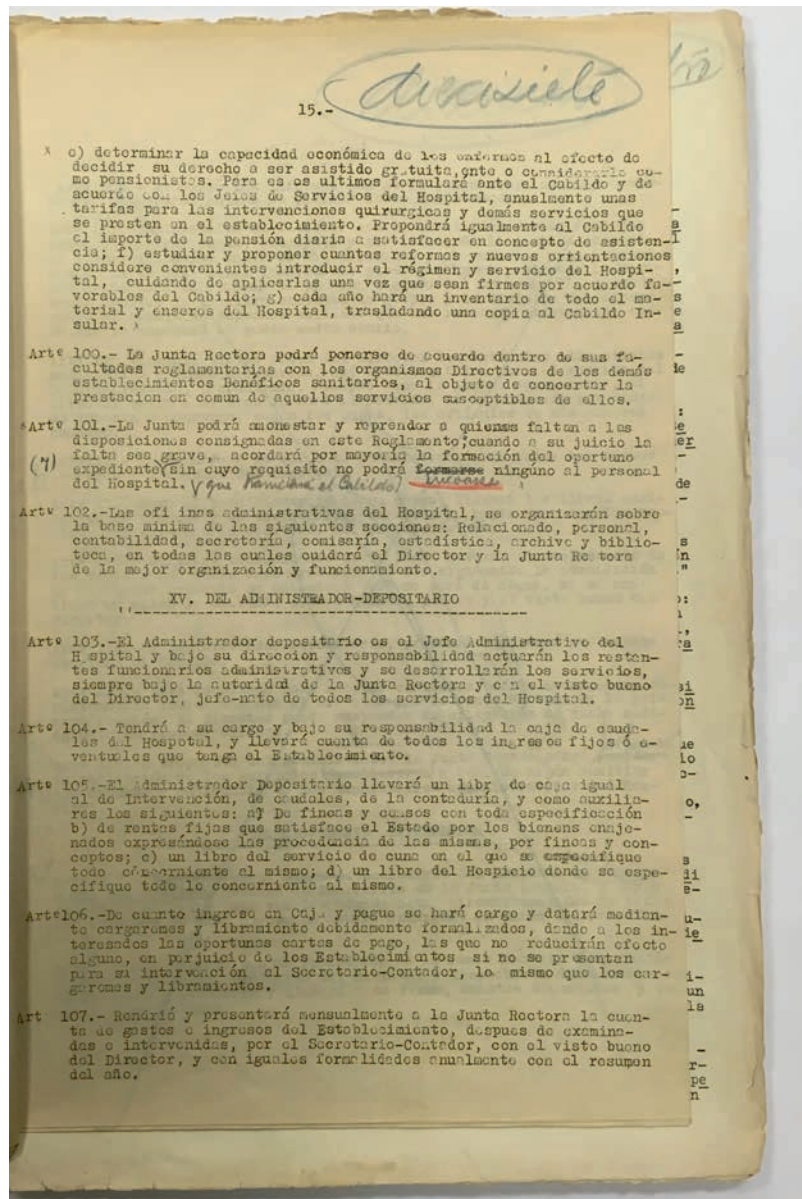 diecisiete
15.-
x e) determinar la capacidad económica de los enfermos al efecto de
decidir su derecho a ser asistido gratuita,ente o considerarle co-
mo pensionistas. Para es os ultimos formulará ante el Cabildo y de
acuerdo con los Jefes de Servicios del Hospital, anualmente unas
tarifas para las intervenciones quirurgicas y demás servicios que
se presten en el establecimiento. Propondrá igualmente al Cabildo
el importe de la pensión diaria a satisfacer en concepto de asisten-
cia; f) estudiar y proponer cuantas reformas y nuevas orrientaciones
considere convenientes introducir el régimen y servicio del Hospi-
tal, cuidando de aplicarlas una vez que sean firmes por acuerdo fa-
vorables del Cabildo; g) cada año hará un inventario de todo el ma-
terial y enseres del Hospital, trasladando una copia al Cabildo In-
sular.
Artº 100.- La Junta Rectora podrá ponerse de acuerdo dentro de sus fa-
cultades reglamentarias con los organismos Directivos de los demás
establecimientos Benéficos sanitarios, al objeto de concertar la
prestacion en comun de aquellos servicios susceptibles de ellos.
Artº 101.-La Junta podrá amonestar y reprender a quienes faltan a las
disposiciones consignadas en este Reglamento; cuando a su juicio la
falta sea grave, acordará por mayoría la formación del oportuno
(7) expediente (sin cuyo requisito no podrá formarse ninguno al personal
del Hospital. y que al Cabildo)
Artº 102.-Las ofi inas administrativas del Hospital, se organizarán sobre
la base minima de las siguientes secciones: Relacionado, personal,
contabilidad, secretaría, comisaría, estadística, archivo y biblio-
teca, en todas las cuales cuidará el Director y la Junta Re tora
de la mejor organización y funcionamiento.
XV. DEL ADMINISTRADOR-DEPOSITARIO
Artº 103.-El Administrador depositario es el Jefe Administrativo del
H spital y bajo su direccion y responsabilidad actuarán los restan-
tes funcionarios administrativos y se desarrollarán los servicios,
siempre bajo la autoridad de la Junta Rectora y con el visto bueno
del Director, jefe-nato de todos los servicios del Hospital.
Artº 104.- Tendrá a su cargo y bajo su responsabilidad la caja de cauda-
les del Hospotal, y llevará cuenta de todos los ingresos fijos ó e-
ventuales que tenga el Establecimiento.
Artº 105.-El Administrador Depositario llevará un libr de caja igual
al de Intervención, de caudales, de la contaduría, y como auxilia-
res los siguientes: a) De fincas y censos con toda especificación
b) de rentas fijas que satisface el Estado por los bienens enaje-
nados expresándose las procedencia de las mismas, por fincas y con-
ceptos; c) un libro del servicio de cuna en el que se especifique
todo concerniente al mismo; d) un libro del Hospicio donde se espe-
cifique todo lo concerniente al mismo.
Artº106.-De cuanto ingrese en Caja y pague se hará cargo y datará median-
te cargaremes y libramiento debidamente formalizados, dando a los in-
teresados las oportunas cartas de pago, las que no reducirán efecto
alguno, en perjuicio de los Establecimiatos si no se presentan
para su intervención al Secretario-Contador, lo mismo que los car-
garemes y libramientos.
Art 107.- Rendriá y presentará mensualmente a la Junta Rectora la cuen-
ta de gastos e ingresos del Establecimiento, despues de examina-
das e intervenidas, por el Secretario-Contador, con el visto bueno
del Director, y con iguales formalidades anualmente con el resumen
del año.